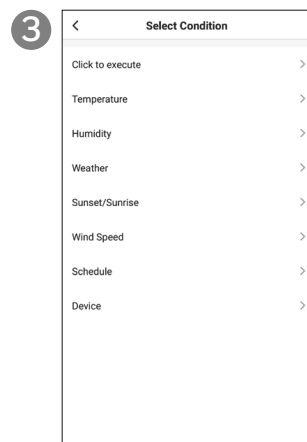 3
Select Condition
Click to execute
Temperature
Humidity
Weather
Sunset/Sunrise
Wind Speed
Schedule
Device